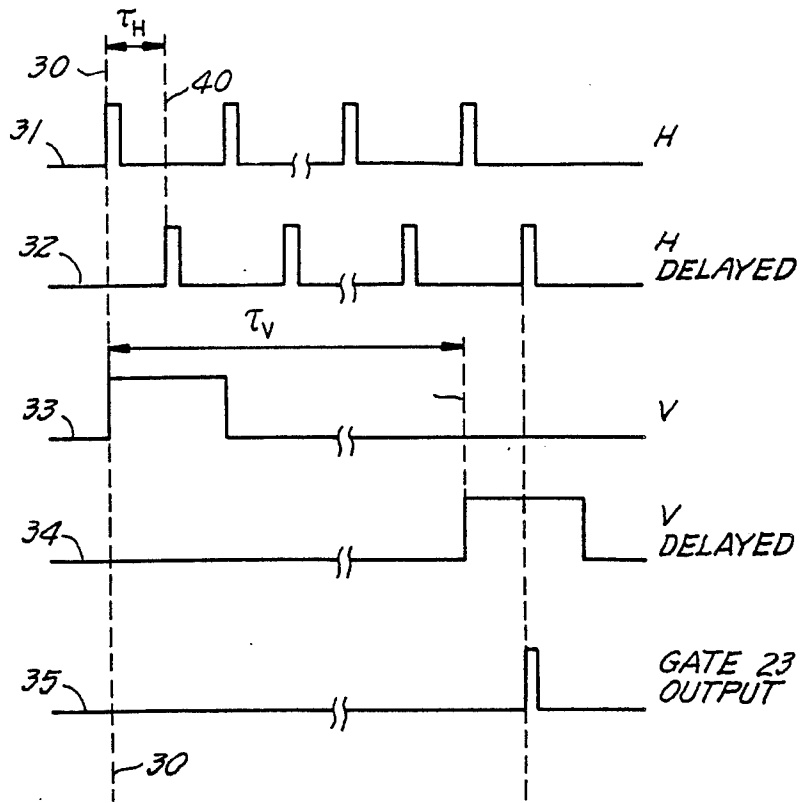 τH
30
40
31
H
32
H
DELAYED
τV
33
V
34
V
DELAYED
35
GATE 23
OUTPUT
30